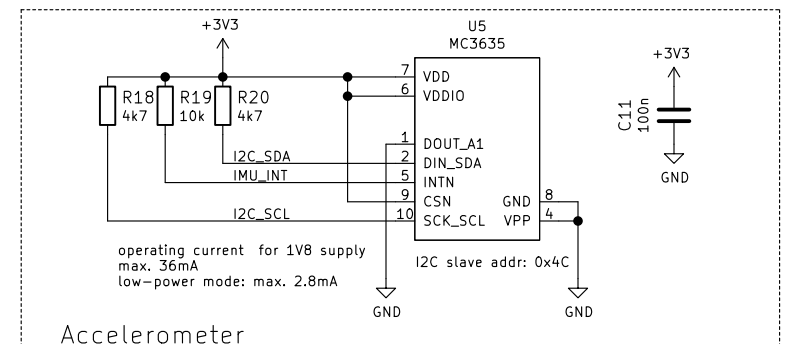 +3V3
U5
MC3635
+3V3
7 VDD
6 VDDIO
R18 4k7
R19 10k
R20 4k7
C11 100n
1 DOUT_A1
I2C_SDA 2 DIN_SDA
IMU_INT 5 INTN
9 CSN GND 8
I2C_SCL 10 SCK_SCL VPP 4
GND
operating current  for 1V8 supply
max. 36mA
low-power mode: max. 2.8mA
I2C slave addr: 0x4C
GND
GND
Accelerometer